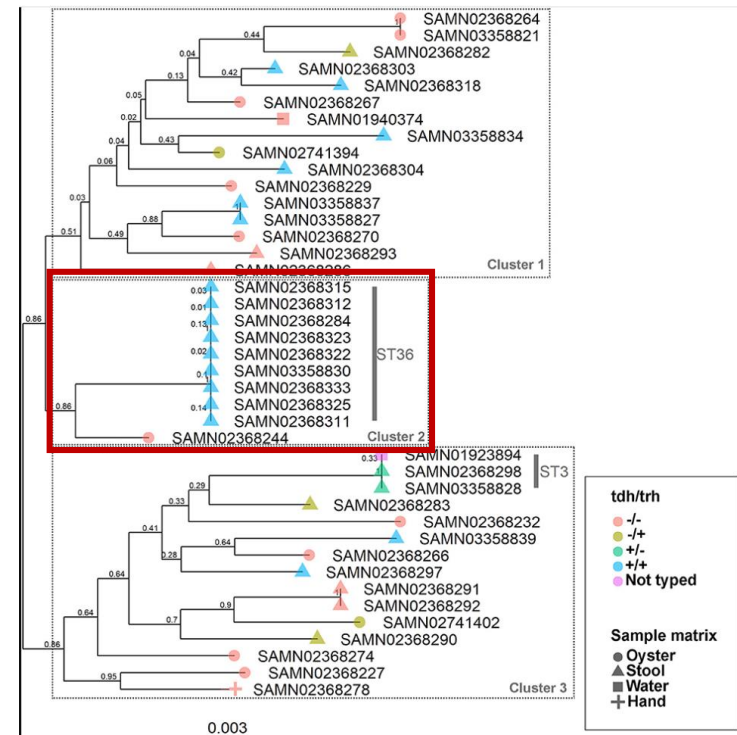 SAMN02368264
SAMN03358821
0.44
SAMN02368282
0.04
SAMN02368303
0.42
SAMN02368318
0.13
SAMN02368267
0.05
SAMN01940374
0.02
SAMN03358834
0.43
SAMN02741394
0.04
SAMN02368304
0.06
SAMN02368229
0.03
SAMN03358837
1
SAMN03358827
0.88
SAMN02368270
0.49
0.51
SAMN02368293
Cluster 1
SAMN02368286
SAMN02368315
0.03
SAMN02368312
0.01
SAMN02368284
0.13
SAMN02368323
0.86
SAMN02368322
0.02
ST36
SAMN03358830
0.1
SAMN02368333
SAMN02368325
0.14
0.86
SAMN02368311
SAMN02368244
Cluster 2
SAMN01923894
0.33
SAMN02368298
ST3
SAMN03358828
0.29
SAMN02368283
0.33
SAMN02368232
0.41
SAMN03358839
0.64
SAMN02368266
0.28
SAMN02368297
0.64
SAMN02368291
1
SAMN02368292
0.9
SAMN02741402
0.64
0.7
SAMN02368290
0.86
SAMN02368274
SAMN02368227
0.95
SAMN02368278
Cluster 3
0.003
tdh/trh
-/-
-/+
+/-
+/+
Not typed
Sample matrix
Oyster
Stool
Water
Hand